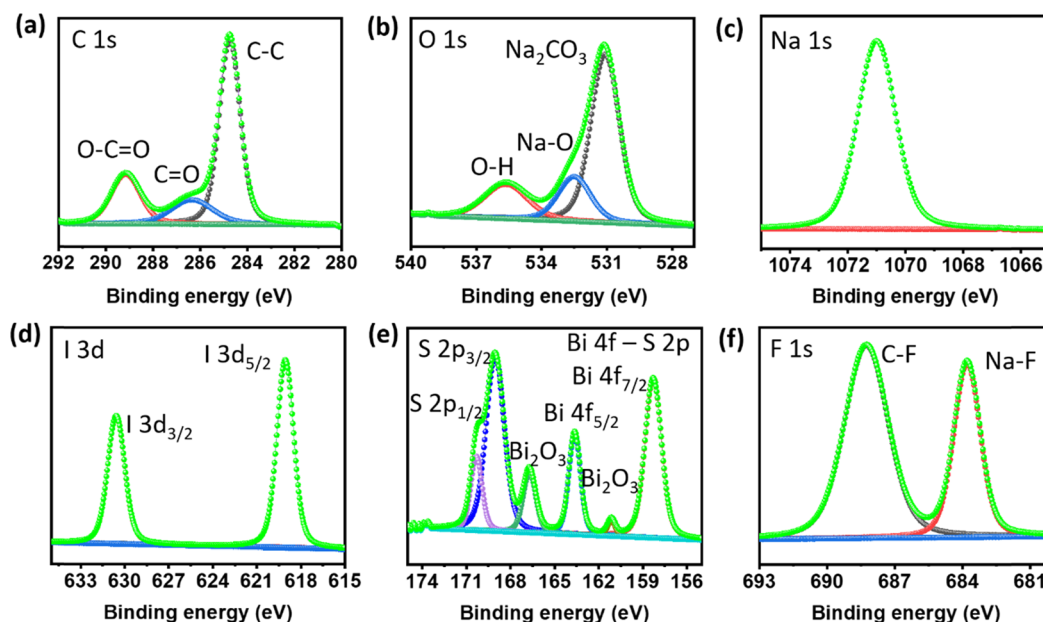 (a)
C 1s
C-C
O-C=O
C=O
292 290 288 286 284 282 280
Binding energy (eV)
(b)
O 1s
Na₂CO₃
Na-O
O-H
540 537 534 531 528
Binding energy (eV)
(c)
Na 1s
1074 1072 1070 1068 1066
Binding energy (eV)
(d)
I 3d
I 3d₅/₂
I 3d₃/₂
633 630 627 624 621 618 615
Binding energy (eV)
(e)
S 2p₃/₂
Bi 4f – S 2p
Bi 4f₇/₂
S 2p₁/₂
Bi 4f₅/₂
Bi₂O₃
Bi₂O₃
174 171 168 165 162 159 156
Binding energy (eV)
(f)
F 1s
C-F
Na-F
693 690 687 684 681
Binding energy (eV)